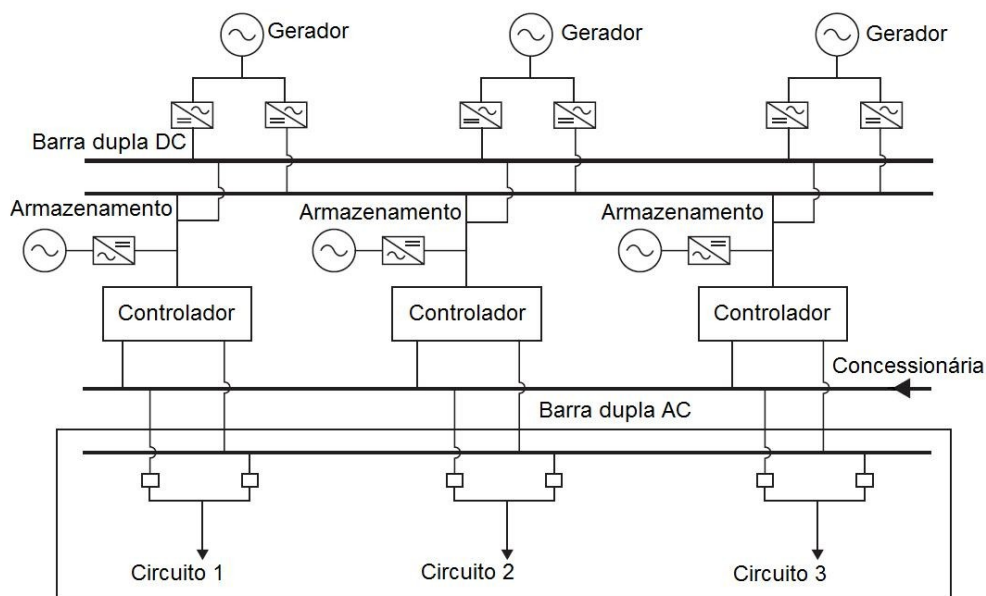 Gerador
Gerador
Gerador
Barra dupla DC
Armazenamento
Armazenamento
Armazenamento
Controlador
Controlador
Controlador
Concessionária
Barra dupla AC
Circuito 1
Circuito 2
Circuito 3